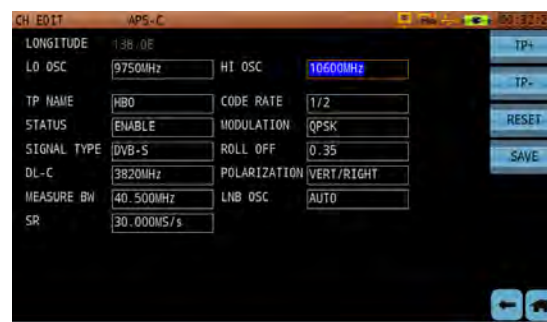 CH EDIT APS-C
LONGITUDE 138.0E
LO OSC 9750MHz HI OSC 10600MHz
TP+
TP-
TP NAME HBO CODE RATE 1/2
STATUS ENABLE MODULATION QPSK
RESET
SIGNAL TYPE DVB-S ROLL OFF 0.35
SAVE
DL-C 3820MHz POLARIZATION VERT/RIGHT
MEASURE BW 40.500MHz LNB OSC AUTO
SR 30.000MS/s